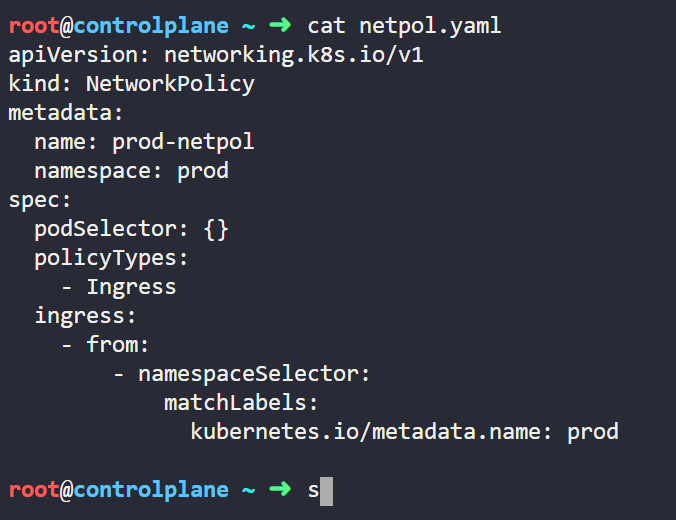 root@controlplane ~ ➜ cat netpol.yaml
apiVersion: networking.k8s.io/v1
kind: NetworkPolicy
metadata:
  name: prod-netpol
  namespace: prod
spec:
  podSelector: {}
  policyTypes:
    - Ingress
  ingress:
    - from:
        - namespaceSelector:
            matchLabels:
              kubernetes.io/metadata.name: prod
root@controlplane ~ ➜ s